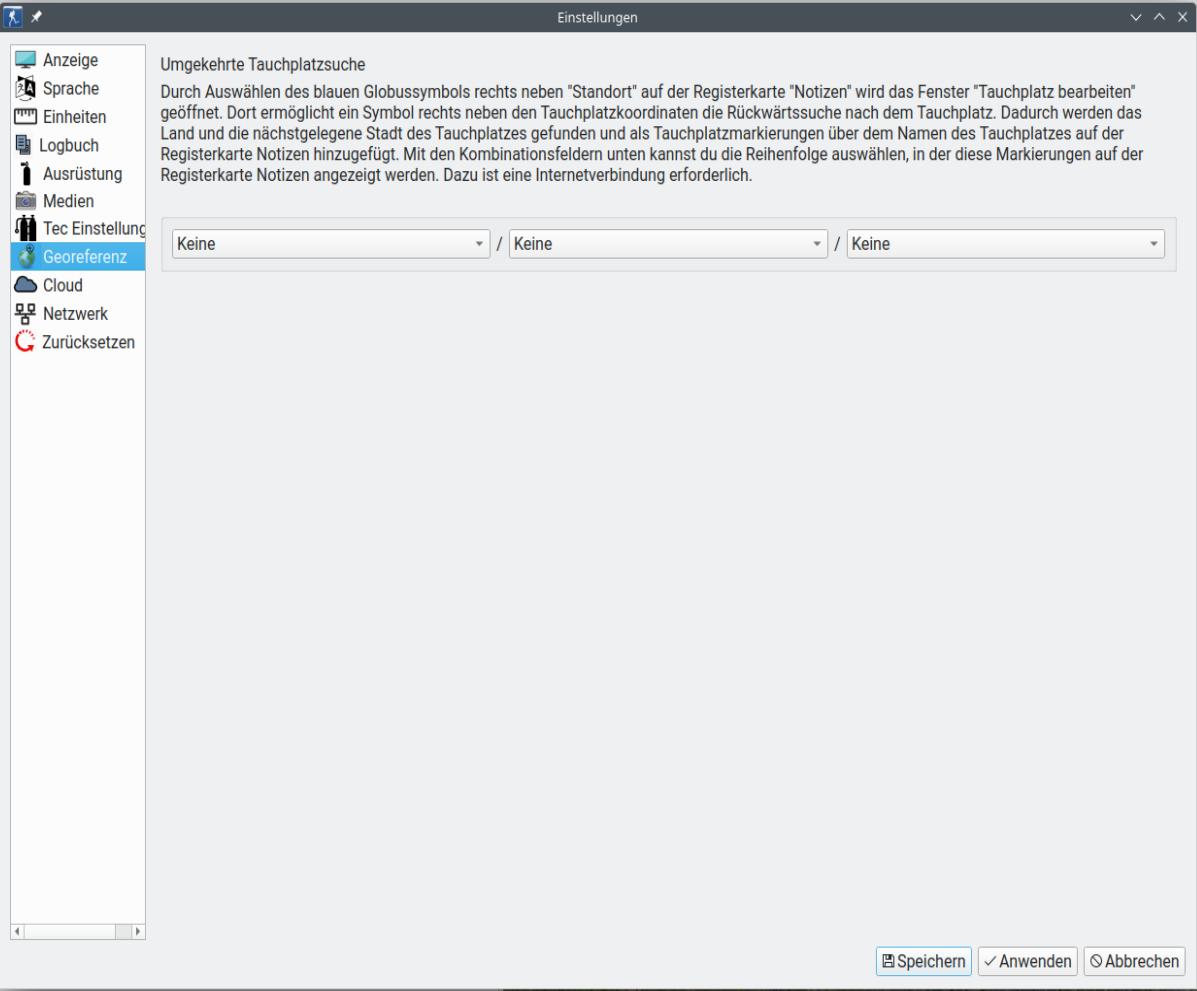 Einstellungen
Anzeige
Sprache
Einheiten
Logbuch
Ausrüstung
Medien
Tec Einstellung
Georeferenz
Cloud
Netzwerk
Zurücksetzen
Umgekehrte Tauchplatzsuche
Durch Auswählen des blauen Globussymbols rechts neben "Standort" auf der Registerkarte "Notizen" wird das Fenster "Tauchplatz bearbeiten"
geöffnet. Dort ermöglicht ein Symbol rechts neben den Tauchplatzkoordinaten die Rückwärtssuche nach dem Tauchplatz. Dadurch werden das
Land und die nächstgelegene Stadt des Tauchplatzes gefunden und als Tauchplatzmarkierungen über dem Namen des Tauchplatzes auf der
Registerkarte Notizen hinzugefügt. Mit den Kombinationsfeldern unten kannst du die Reihenfolge auswählen, in der diese Markierungen auf der
Registerkarte Notizen angezeigt werden. Dazu ist eine Internetverbindung erforderlich.
Keine / Keine / Keine
Speichern Anwenden Abbrechen